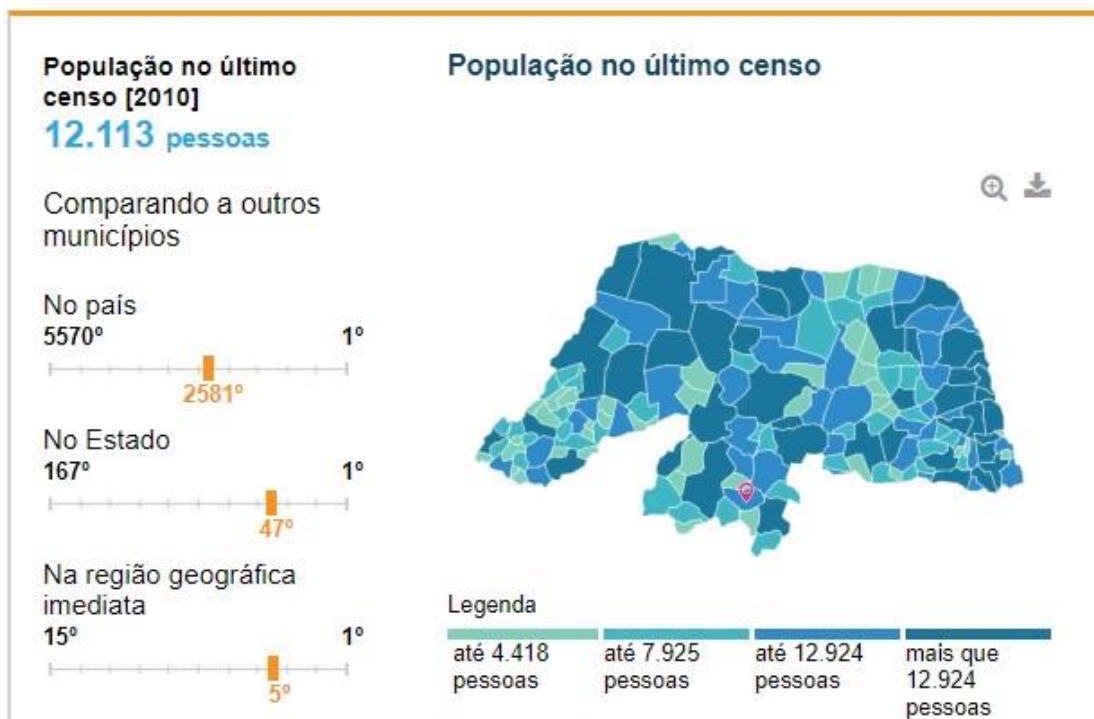 População no último
censo [2010]
12.113 pessoas
Comparando a outros
municípios
No país
5570º 1º
2581º
No Estado
167º 1º
47º
Na região geográfica
imediata
15º 1º
5º
População no último censo
Legenda
até 4.418
pessoas
até 7.925
pessoas
até 12.924
pessoas
mais que
12.924
pessoas